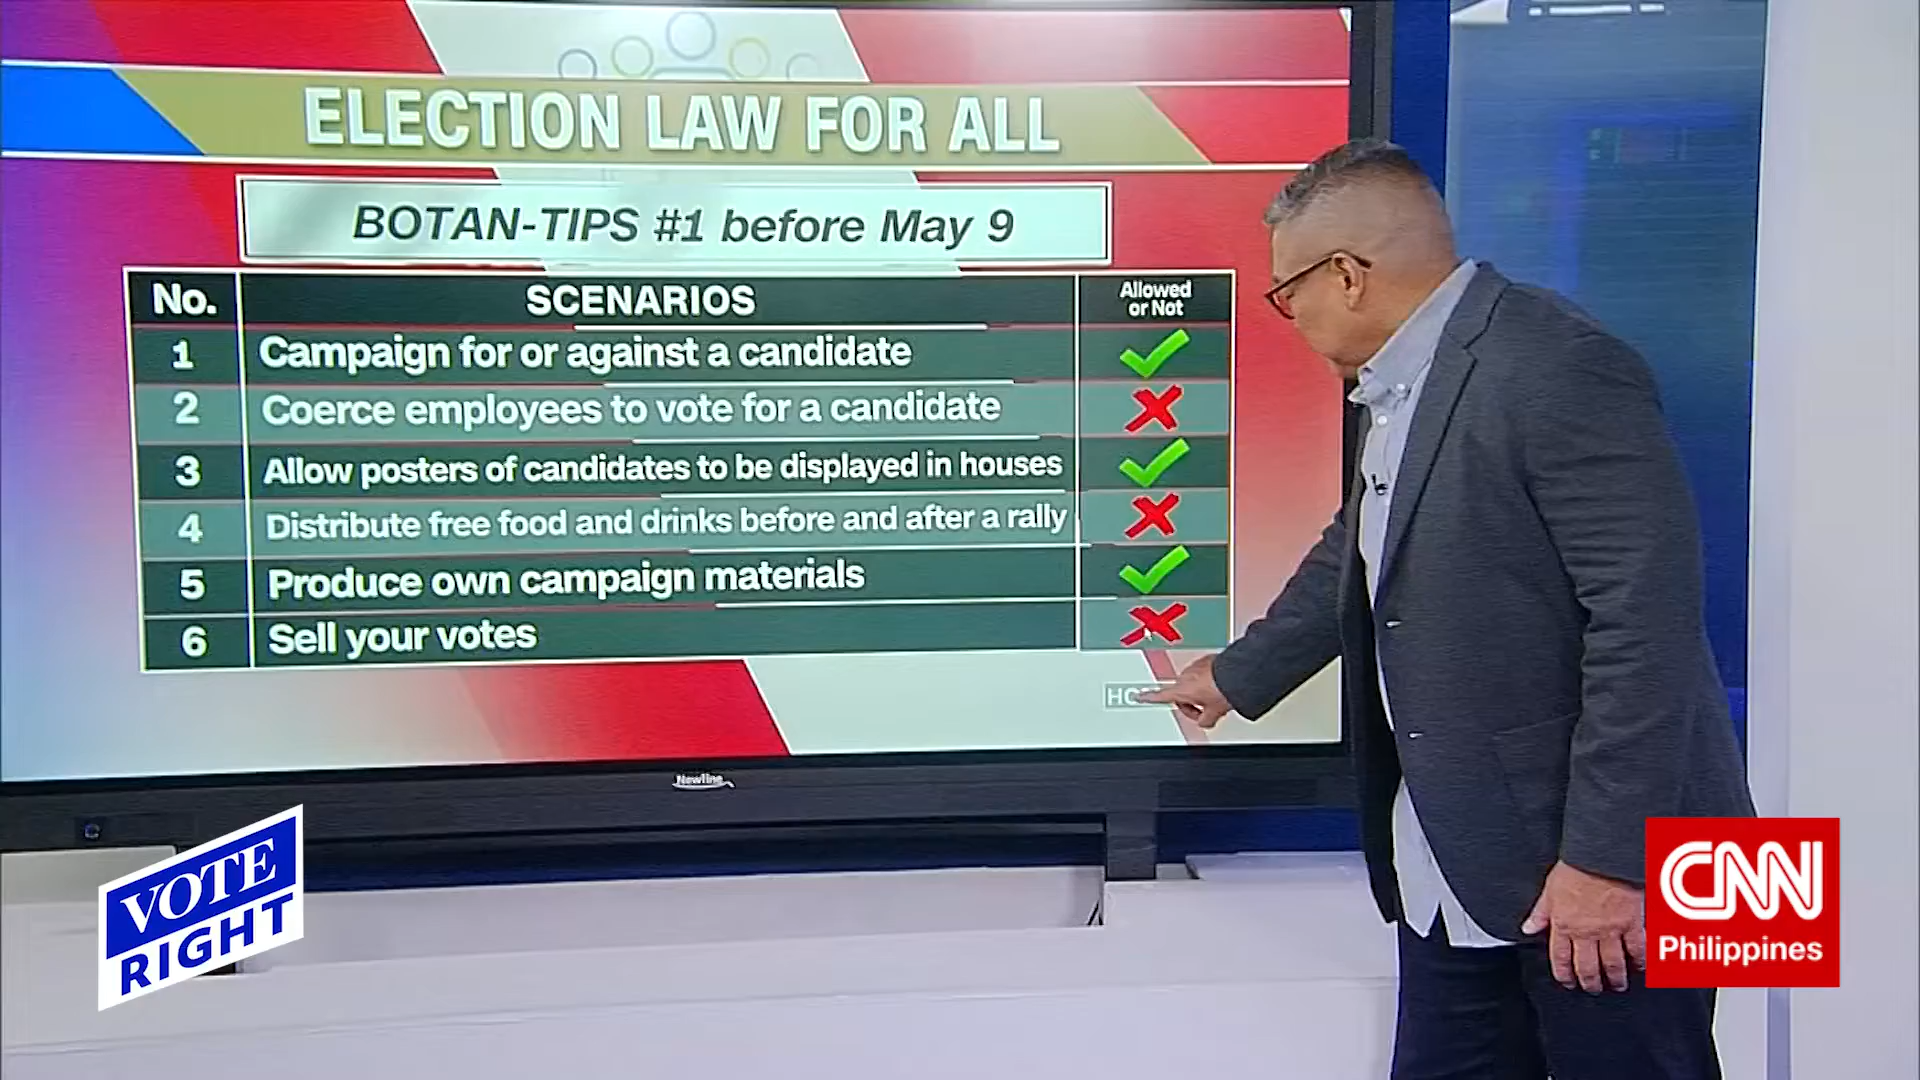 ELECTION LAW FOR ALL
BOTAN-TIPS #1 before May 9
No. SCENARIOS Allowed or Not
1 Campaign for or against a candidate
2 Coerce employees to vote for a candidate
3 Allow posters of candidates to be displayed in houses
4 Distribute free food and drinks before and after a rally
5 Produce own campaign materials
6 Sell your votes
Newline
VOTE
RIGHT
CNN
Philippines